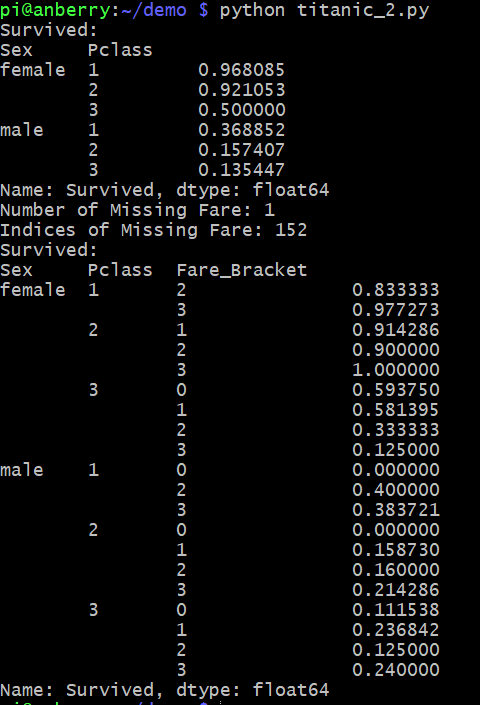 pi@anberry:~/demo $ python titanic_2.py
Survived:
Sex     Pclass
female  1         0.968085
        2         0.921053
        3         0.500000
male    1         0.368852
        2         0.157407
        3         0.135447
Name: Survived, dtype: float64
Number of Missing Fare: 1
Indices of Missing Fare: 152
Survived:
Sex     Pclass  Fare_Bracket
female  1       2               0.833333
                3               0.977273
        2       1               0.914286
                2               0.900000
                3               1.000000
        3       0               0.593750
                1               0.581395
                2               0.333333
                3               0.125000
male    1       0               0.000000
                2               0.400000
                3               0.383721
        2       0               0.000000
                1               0.158730
                2               0.160000
                3               0.214286
        3       0               0.111538
                1               0.236842
                2               0.125000
                3               0.240000
Name: Survived, dtype: float64